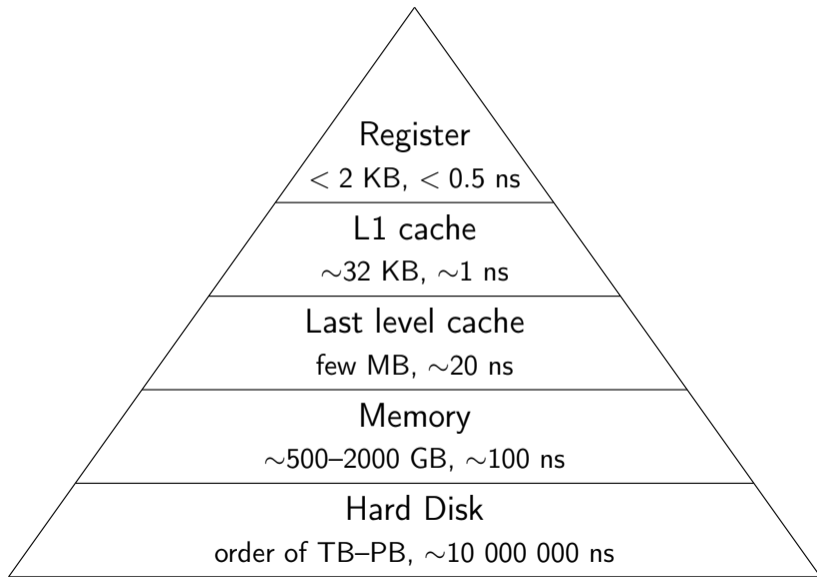 Register
< 2 KB, < 0.5 ns
L1 cache
∼32 KB, ∼1 ns
Last level cache
few MB, ∼20 ns
Memory
∼500–2000 GB, ∼100 ns
Hard Disk
order of TB–PB, ∼10 000 000 ns